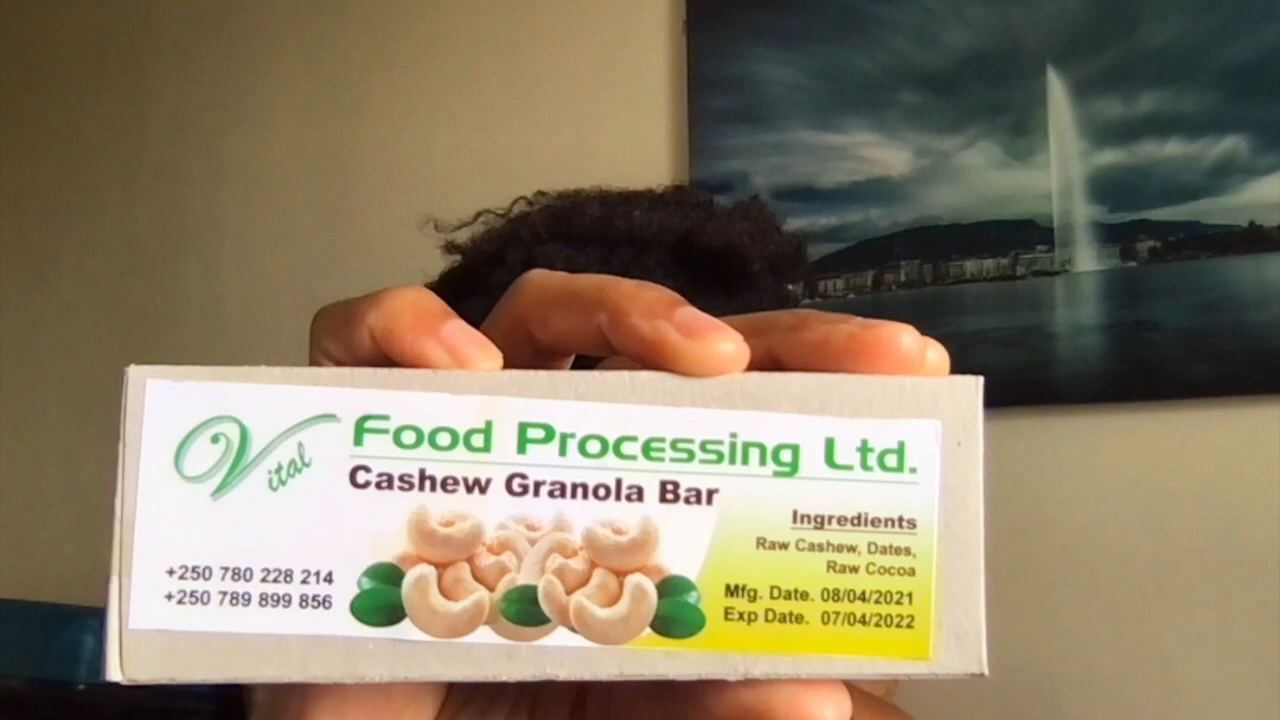 Vital
Food Processing Ltd.
Cashew Granola Bar
Ingredients
Raw Cashew, Dates,
Raw Cocoa
Mfg. Date. 08/04/2021
Exp Date. 07/04/2022
+250 780 228 214
+250 789 899 856